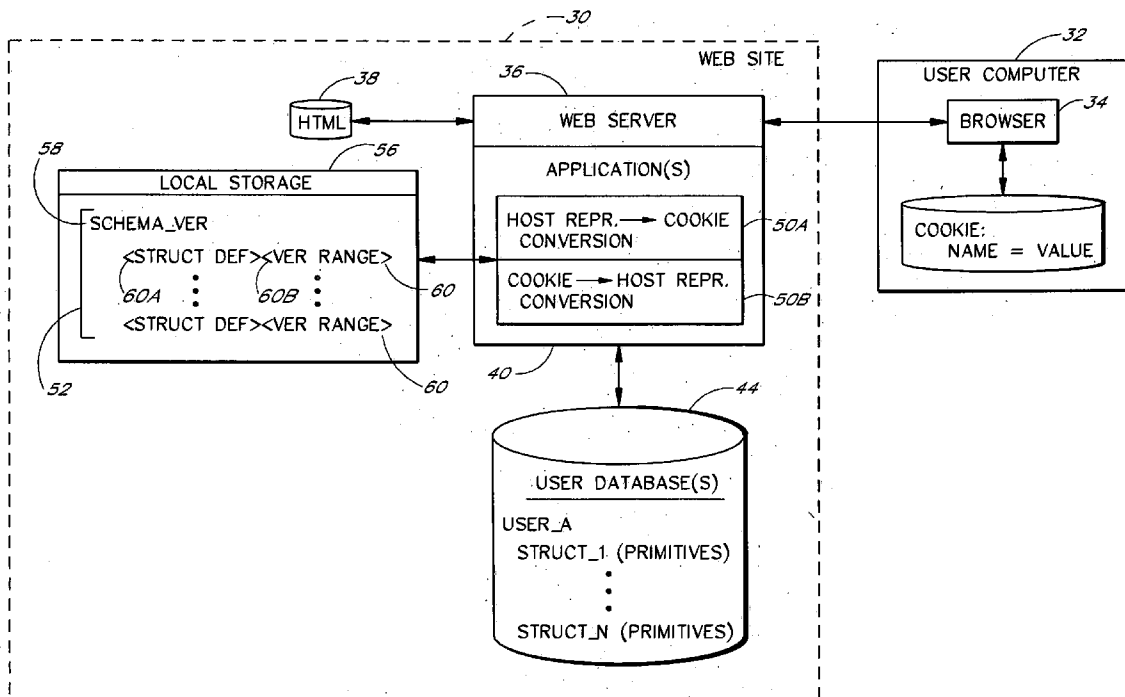 30
WEB SITE
32
USER COMPUTER
34
BROWSER
COOKIE:
NAME = VALUE
36
WEB SERVER
38
HTML
APPLICATION(S)
HOST REPR. → COOKIE
CONVERSION
50A
COOKIE → HOST REPR.
CONVERSION
50B
40
58
56
LOCAL STORAGE
SCHEMA_VER
<STRUCT DEF><VER RANGE>
60A
60B
60
<STRUCT DEF><VER RANGE>
52
60
44
USER DATABASE(S)
USER_A
STRUCT_1 (PRIMITIVES)
STRUCT_N (PRIMITIVES)